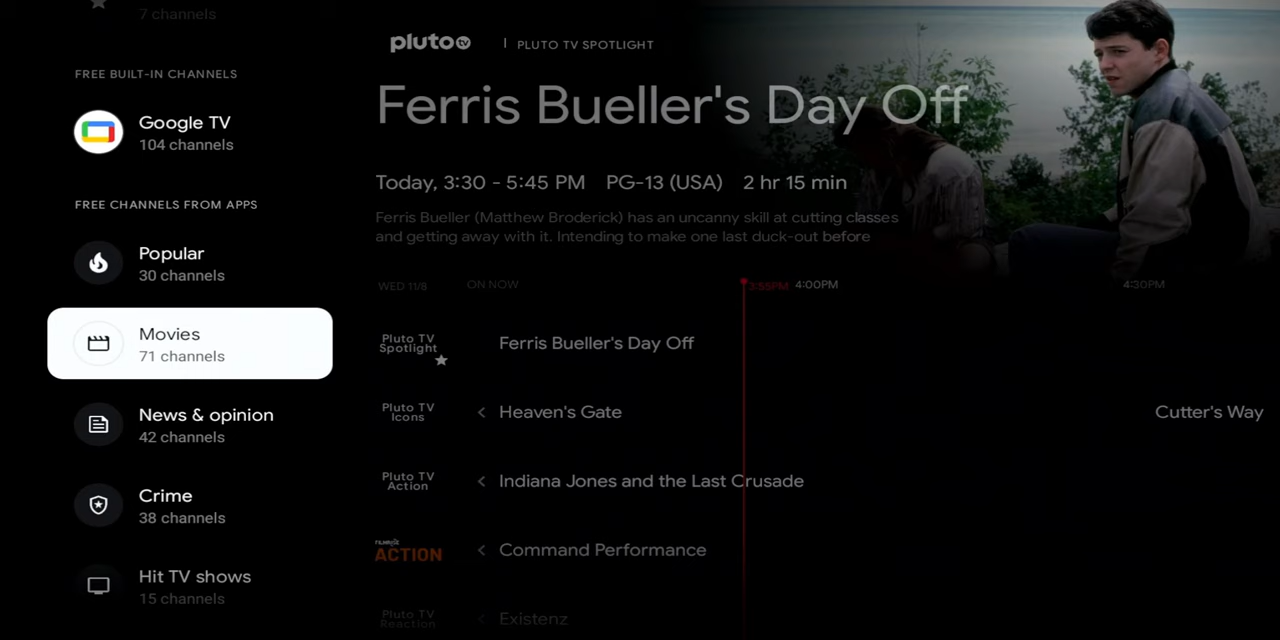 7 channels
FREE BUILT-IN CHANNELS
Google TV
104 channels
FREE CHANNELS FROM APPS
Popular
30 channels
Movies
71 channels
News & opinion
42 channels
Crime
38 channels
Hit TV shows
15 channels
pluto tv | PLUTO TV SPOTLIGHT
Ferris Bueller's Day Off
Today, 3:30 - 5:45 PM PG-13 (USA) 2 hr 15 min
Ferris Bueller (Matthew Broderick) has an uncanny skill at cutting classes
and getting away with it. Intending to make one last duck-out before
WED 11/8 ON NOW 3:55PM 4:00PM 4:30PM
Pluto TV
Spotlight
Ferris Bueller's Day Off
Pluto TV
Icons
Heaven's Gate Cutter's Way
Pluto TV
Action
Indiana Jones and the Last Crusade
ACTION
Command Performance
Pluto TV
Reaction
Existenz